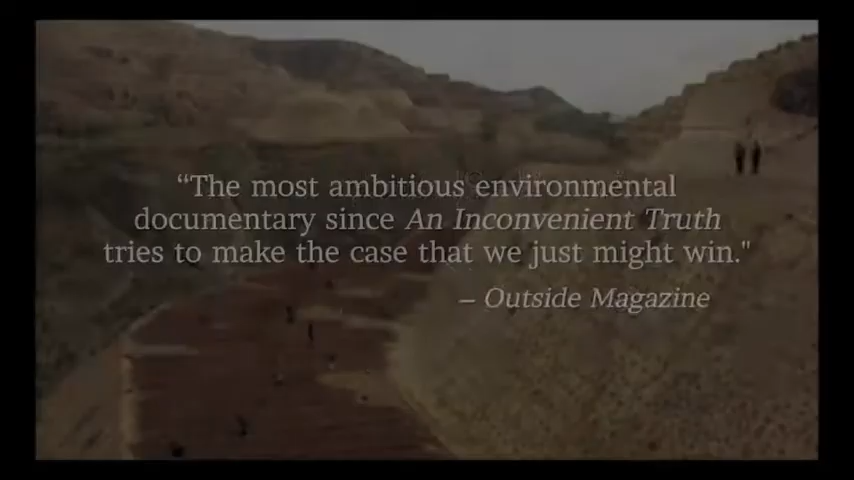 “The most ambitious environmental
documentary since An Inconvenient Truth
tries to make the case that we just might win."
– Outside Magazine